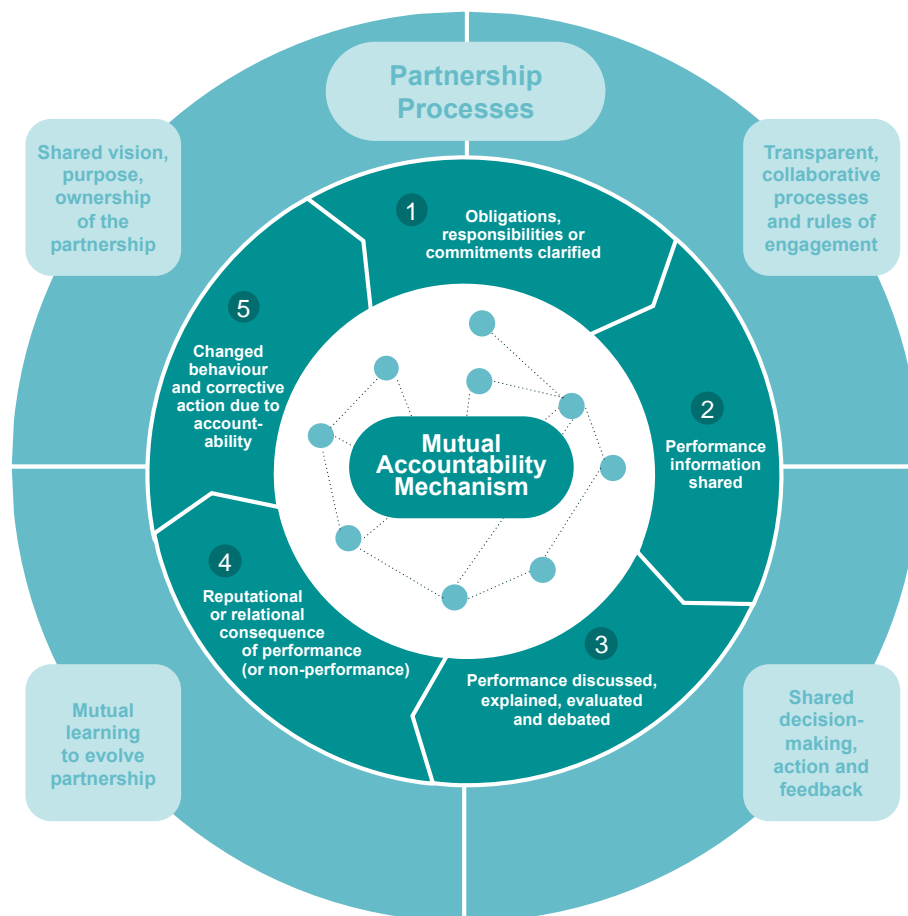 Partnership
Processes
Shared vision,
purpose,
ownership
of the
partnership
Transparent,
collaborative
processes
and rules of
engagement
1
Obligations,
responsibilities or
commitments clarified
5
Changed
behaviour
and corrective
action due to
account-
ability
2
Performance
information
shared
Mutual
Accountability
Mechanism
4
Reputational
or relational
consequence
of performance
(or non-performance)
3
Performance discussed,
explained, evaluated
and debated
Mutual
learning
to evolve
partnership
Shared
decision-
making,
action and
feedback